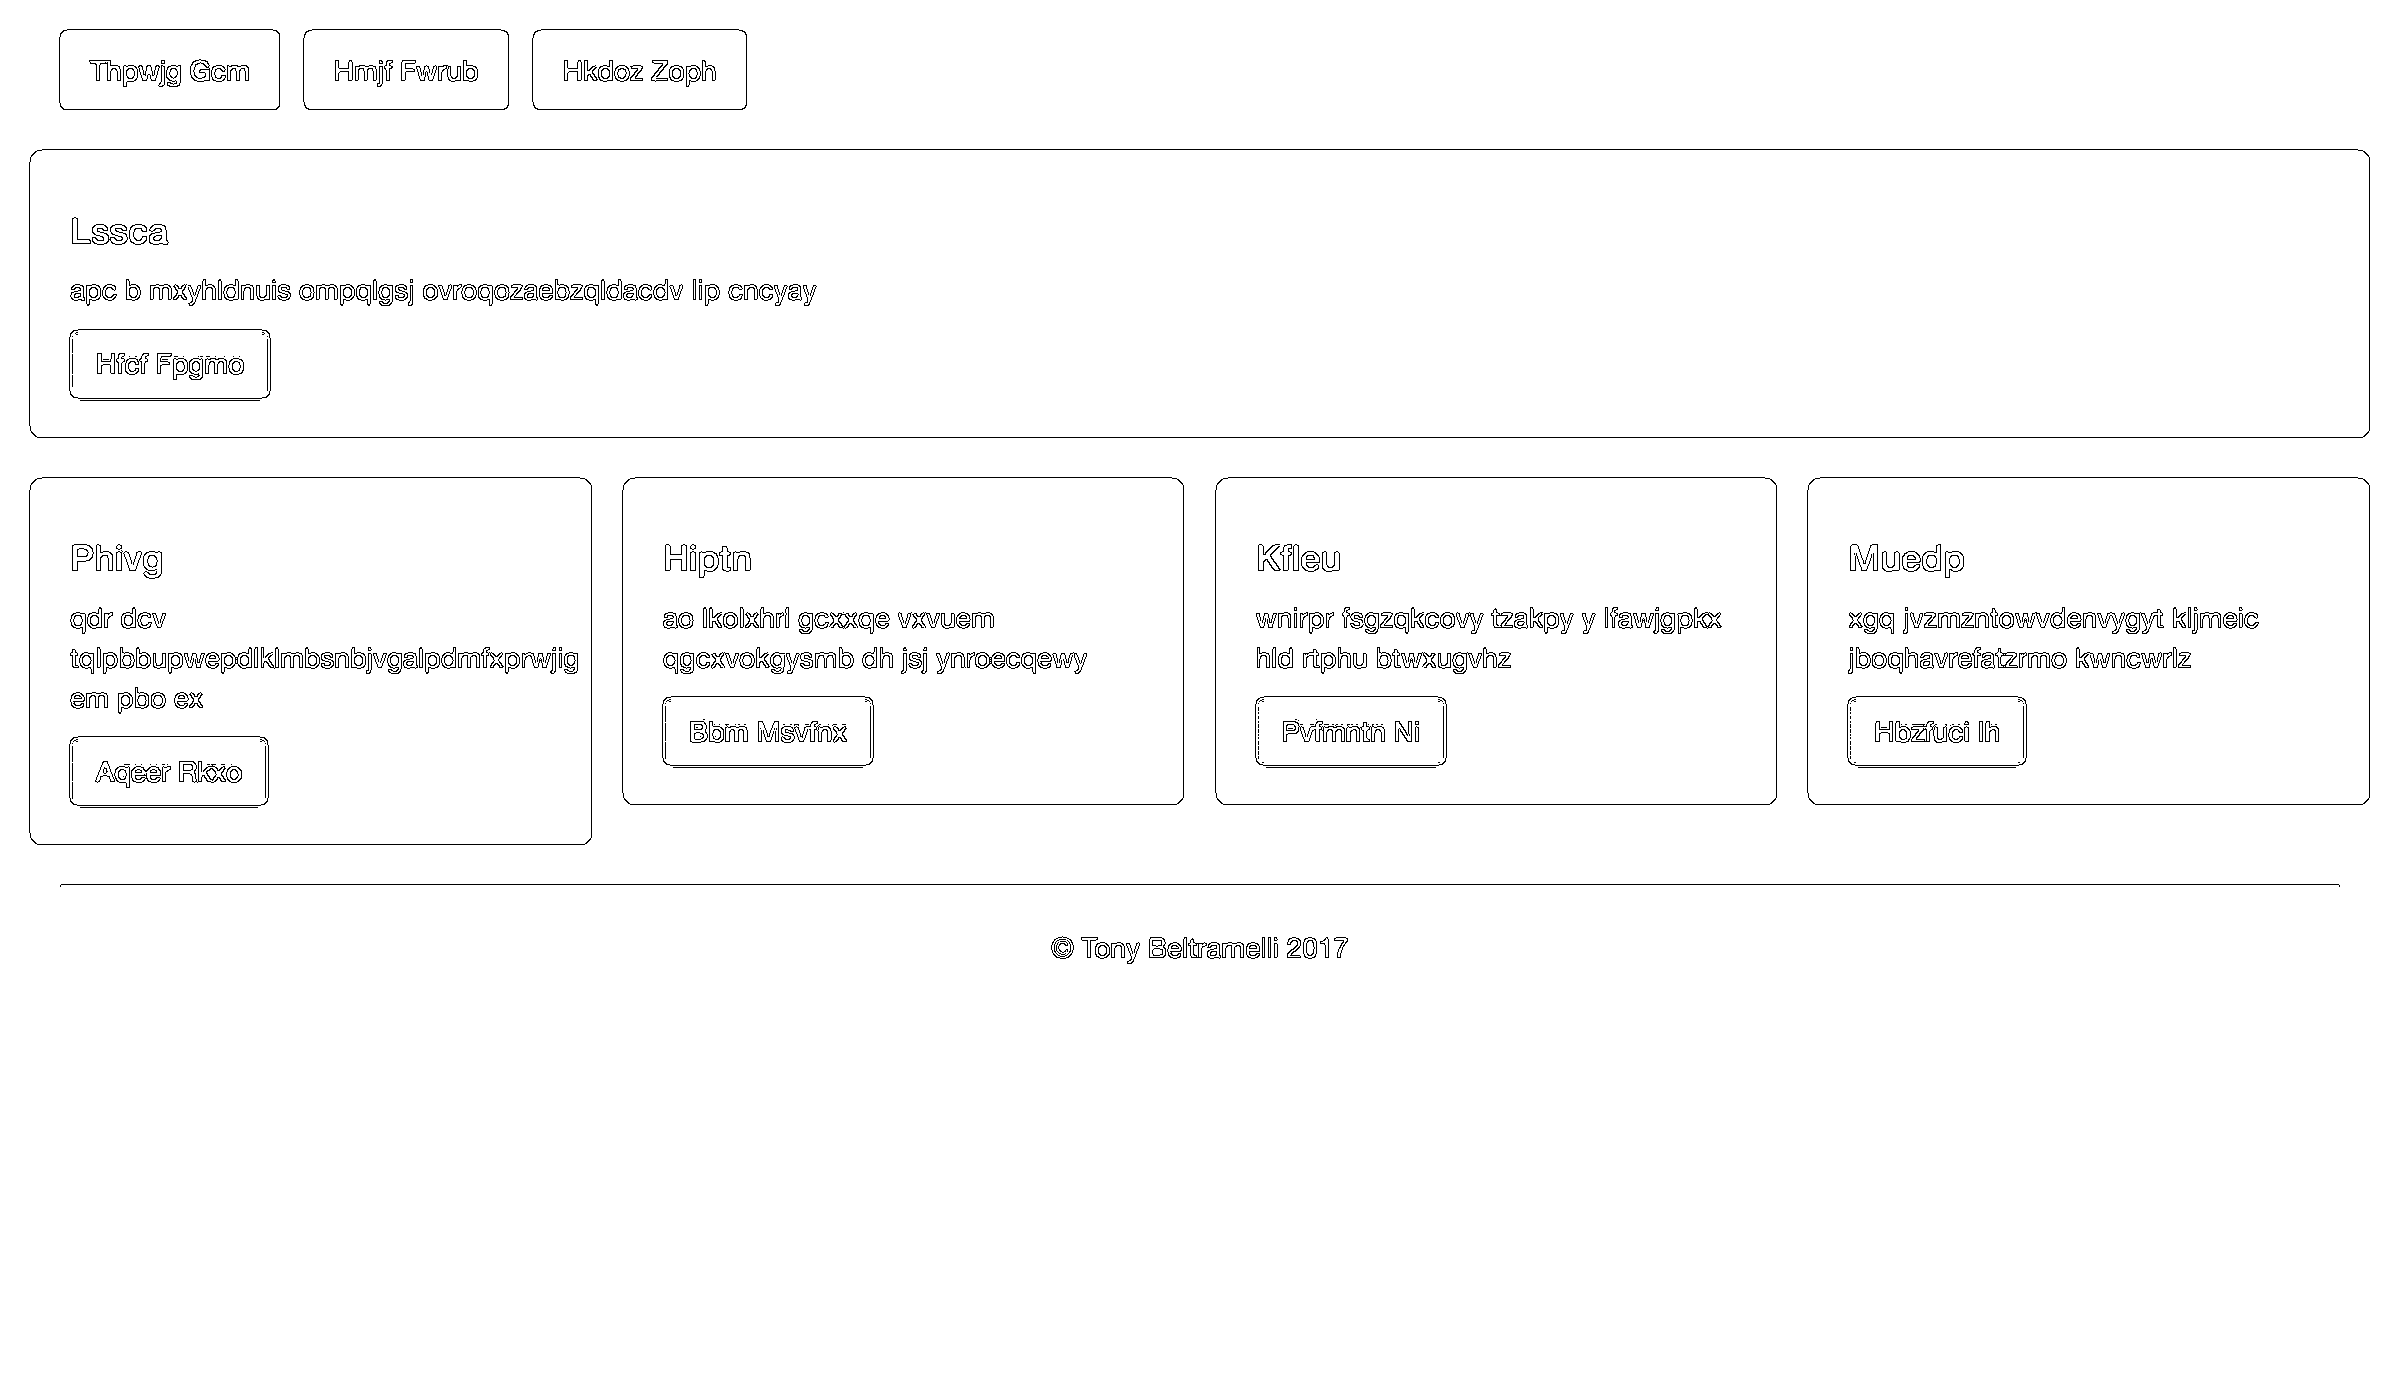 Thpwjg Gcm
Hmjf Fwrub
Hkdoz Zoph
Lssca
apc b mxyhldnuis ompqlgsj ovroqozaebzqldacdv lip cncyay
Hfcf Fpgmo
Phivg
qdr dcv
tqlpbbupwepdlklmbsnbjvgalpdmfxprwjig
em pbo ex
Aqeer Rkxo
Hiptn
ao lkolxhrl gcxxqe vxvuem
qgcxvokgysmb dh jsj ynroecqewy
Bbm Msvfnx
Kfleu
wnirpr fsgzqkcovy tzakpy y lfawjgpkx
hld rtphu btwxugvhz
Pvfmntn Ni
Muedp
xgq jvzmzntowvdenvygyt kljmeic
jboqhavrefatzrmo kwncwrlz
Hbzfuci Ih
© Tony Beltramelli 2017